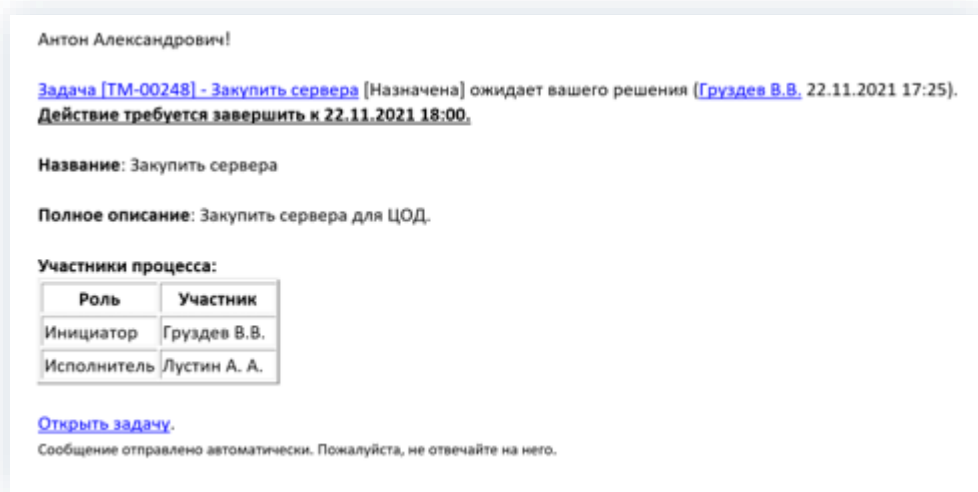 Антон Александрович!
Задача [ТМ-00248] - Закупить сервера [Назначена] ожидает вашего решения (Груздев В.В. 22.11.2021 17:25).
Действие требуется завершить к 22.11.2021 18:00.
Название: Закупить сервера
Полное описание: Закупить сервера для ЦОД.
Участники процесса:
Роль Участник
Инициатор Груздев В.В.
Исполнитель Лустин А. А.
Открыть задачу.
Сообщение отправлено автоматически. Пожалуйста, не отвечайте на него.